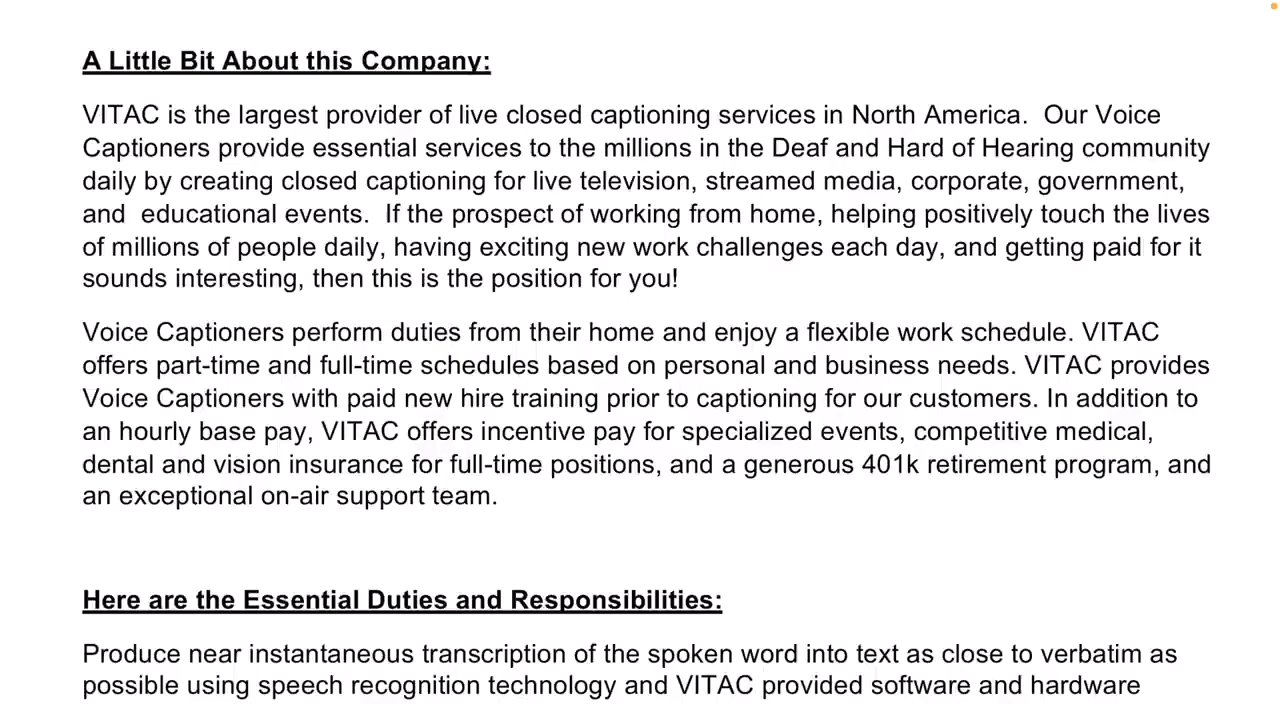 A Little Bit About this Company:
VITAC is the largest provider of live closed captioning services in North America.  Our Voice
Captioners provide essential services to the millions in the Deaf and Hard of Hearing community
daily by creating closed captioning for live television, streamed media, corporate, government,
and  educational events.  If the prospect of working from home, helping positively touch the lives
of millions of people daily, having exciting new work challenges each day, and getting paid for it
sounds interesting, then this is the position for you!
Voice Captioners perform duties from their home and enjoy a flexible work schedule. VITAC
offers part-time and full-time schedules based on personal and business needs. VITAC provides
Voice Captioners with paid new hire training prior to captioning for our customers. In addition to
an hourly base pay, VITAC offers incentive pay for specialized events, competitive medical,
dental and vision insurance for full-time positions, and a generous 401k retirement program, and
an exceptional on-air support team.
Here are the Essential Duties and Responsibilities:
Produce near instantaneous transcription of the spoken word into text as close to verbatim as
possible using speech recognition technology and VITAC provided software and hardware